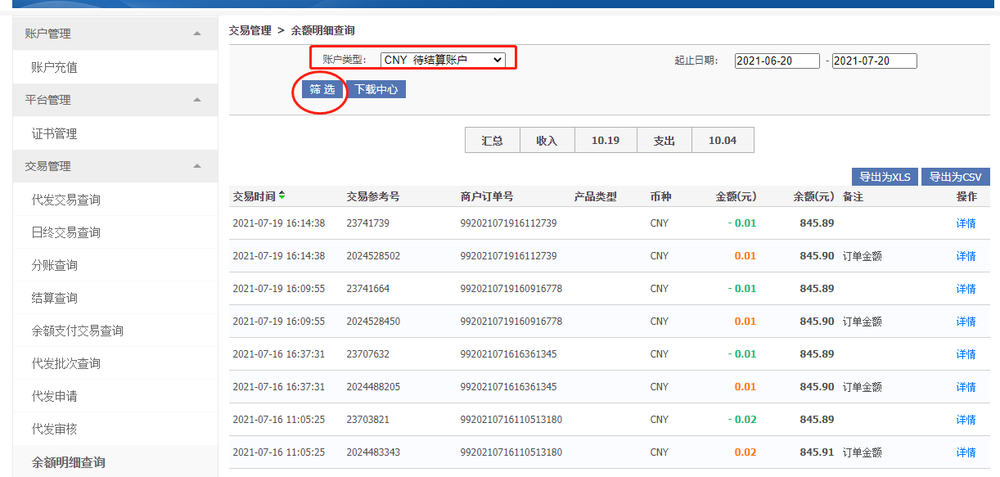 账户管理
账户充值
平台管理
证书管理
交易管理
代发交易查询
日终交易查询
分账查询
结算查询
余额支付交易查询
代发批次查询
代发申请
代发审核
余额明细查询
交易管理 > 余额明细查询
账户类型: CNY 待结算账户 起止日期: 2021-06-20 - 2021-07-20
筛 选 下载中心
汇总 收入 10.19 支出 10.04
导出为XLS 导出为CSV
交易时间 交易参考号 商户订单号 产品类型 币种 金额(元) 余额(元) 备注 操作
2021-07-19 16:14:38 23741739 992021071916112739 CNY - 0.01 845.89 详情
2021-07-19 16:14:38 2024528502 992021071916112739 CNY 0.01 845.90 订单金额 详情
2021-07-19 16:09:55 23741664 9920210719160916778 CNY - 0.01 845.89 详情
2021-07-19 16:09:55 2024528450 9920210719160916778 CNY 0.01 845.90 订单金额 详情
2021-07-16 16:37:31 23707632 992021071616361345 CNY - 0.01 845.89 详情
2021-07-16 16:37:31 2024488205 992021071616361345 CNY 0.01 845.90 订单金额 详情
2021-07-16 11:05:25 23703821 9920210716110513180 CNY - 0.02 845.89 详情
2021-07-16 11:05:25 2024483343 9920210716110513180 CNY 0.02 845.91 订单金额 详情